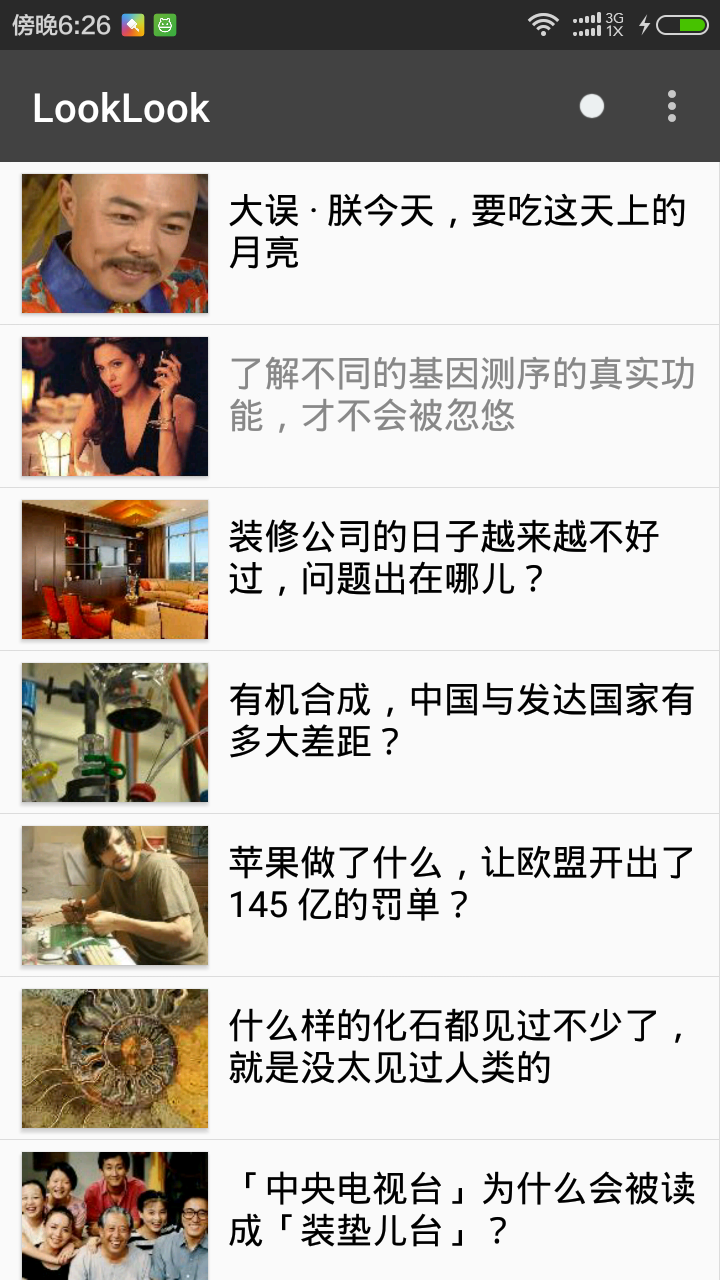 傍晚6:26
3G
1X
LookLook
大误 · 朕今天，要吃这天上的
月亮
了解不同的基因测序的真实功
能，才不会被忽悠
装修公司的日子越来越不好
过，问题出在哪儿？
有机合成，中国与发达国家有
多大差距？
苹果做了什么，让欧盟开出了
145 亿的罚单？
什么样的化石都见过不少了，
就是没太见过人类的
「中央电视台」为什么会被读
成「装垫儿台」？